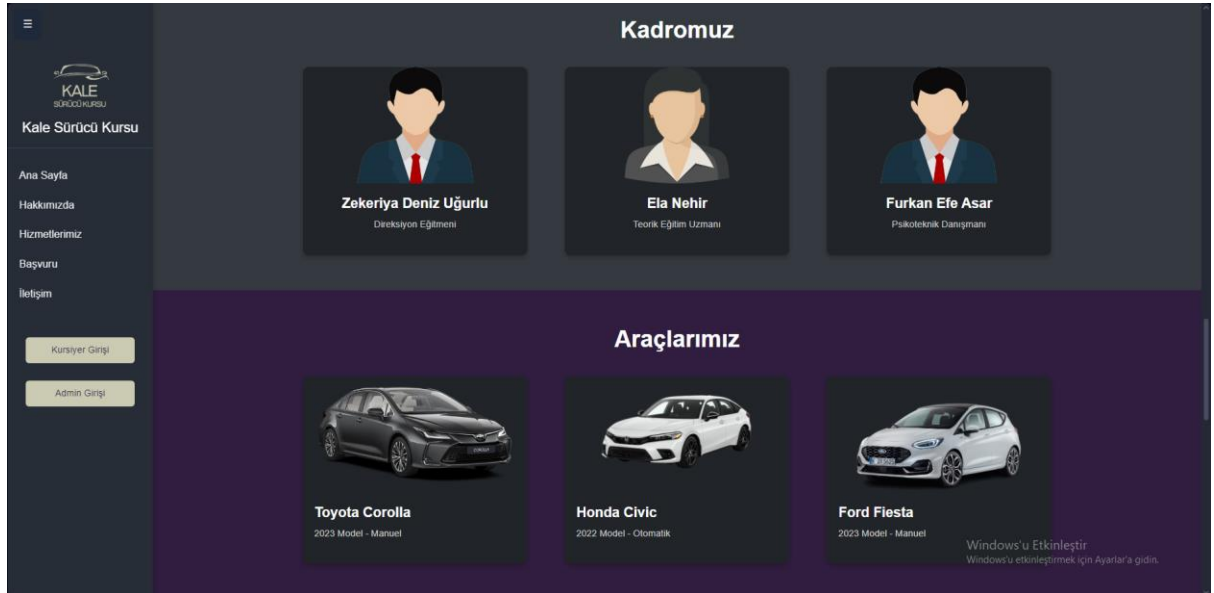 ☰
KALE
SÜRÜCÜ KURSU
Kale Sürücü Kursu
Ana Sayfa
Hakkımızda
Hizmetlerimiz
Başvuru
İletişim
Kursiyer Girişi
Admin Girişi
Kadromuz
Zekeriya Deniz Uğurlu
Direksiyon Eğitmeni
Ela Nehir
Teorik Eğitim Uzmanı
Furkan Efe Asar
Psikoteknik Danışmanı
Araçlarımız
Toyota Corolla
2023 Model - Manuel
Honda Civic
2022 Model - Otomatik
Ford Fiesta
2023 Model - Manuel
Windows'u Etkinleştir
Windows'u etkinleştirmek için Ayarlar'a gidin.